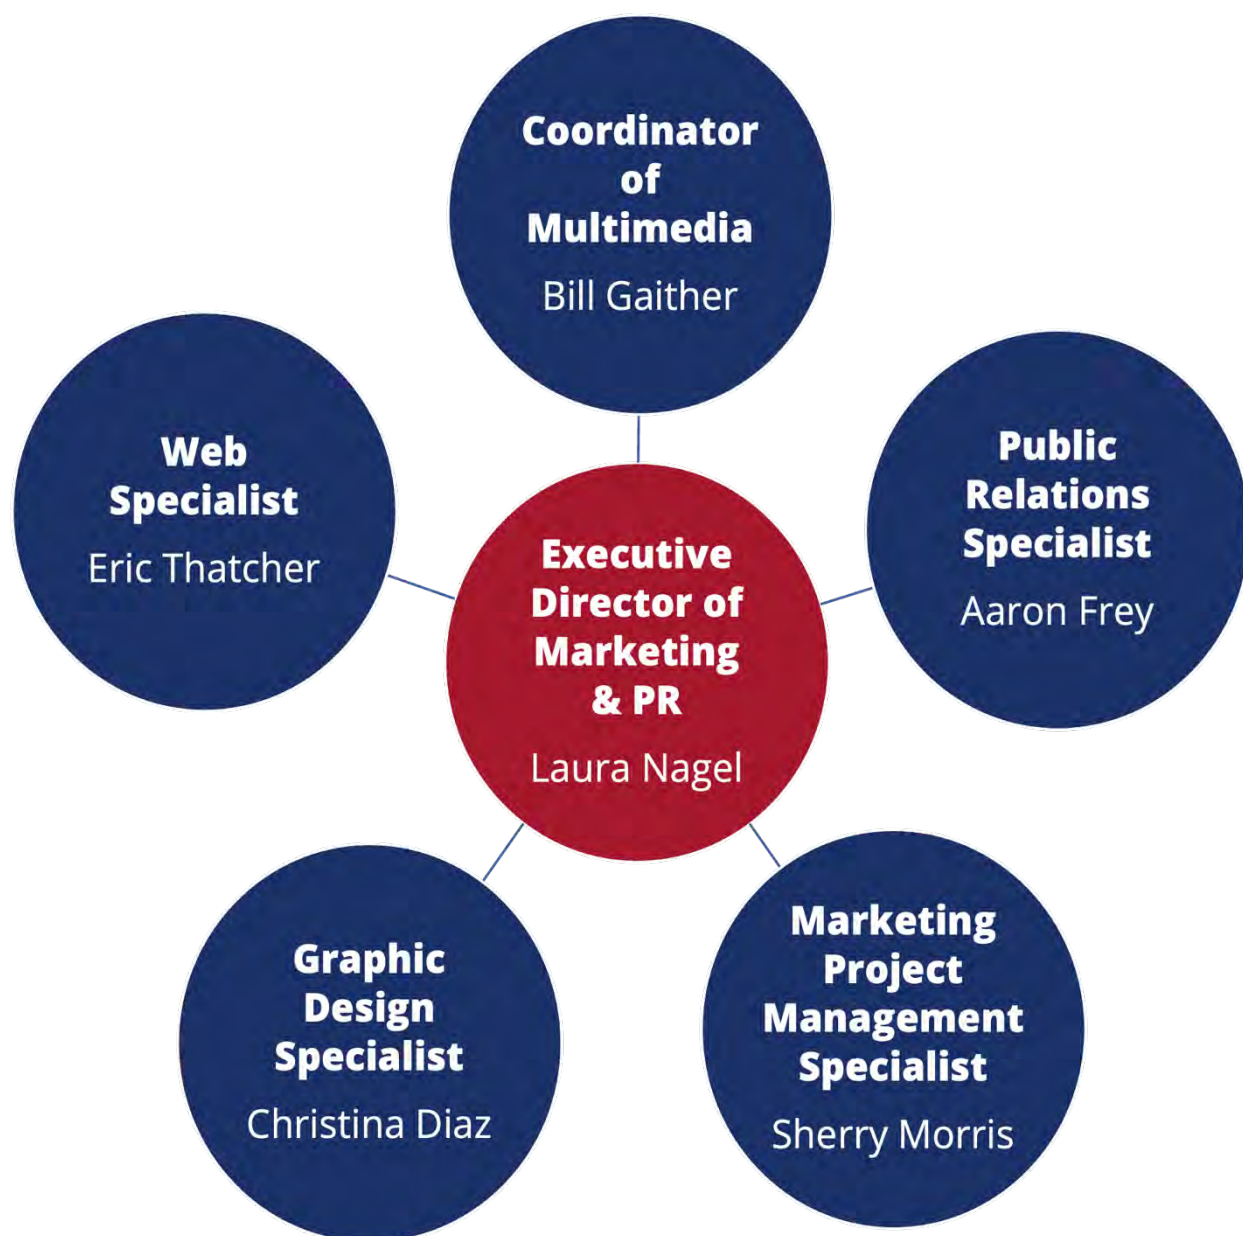 Coordinator
of
Multimedia
Bill Gaither
Web
Specialist
Eric Thatcher
Public
Relations
Specialist
Aaron Frey
Executive
Director of
Marketing
& PR
Laura Nagel
Graphic
Design
Specialist
Christina Diaz
Marketing
Project
Management
Specialist
Sherry Morris